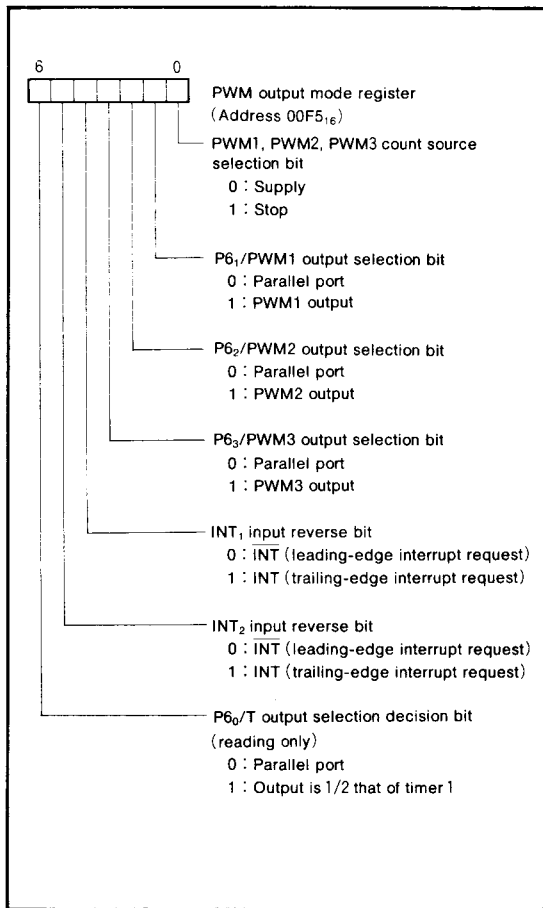 6 0
PWM output mode register
(Address 00F5₁₆)
PWM1, PWM2, PWM3 count source
selection bit
0 : Supply
1 : Stop
P6₁/PWM1 output selection bit
0 : Parallel port
1 : PWM1 output
P6₂/PWM2 output selection bit
0 : Parallel port
1 : PWM2 output
P6₃/PWM3 output selection bit
0 : Parallel port
1 : PWM3 output
INT₁ input reverse bit
0 : I̅N̅T̅ (leading-edge interrupt request)
1 : INT (trailing-edge interrupt request)
INT₂ input reverse bit
0 : I̅N̅T̅ (leading-edge interrupt request)
1 : INT (trailing-edge interrupt request)
P6₀/T output selection decision bit
(reading only)
0 : Parallel port
1 : Output is 1/2 that of timer 1